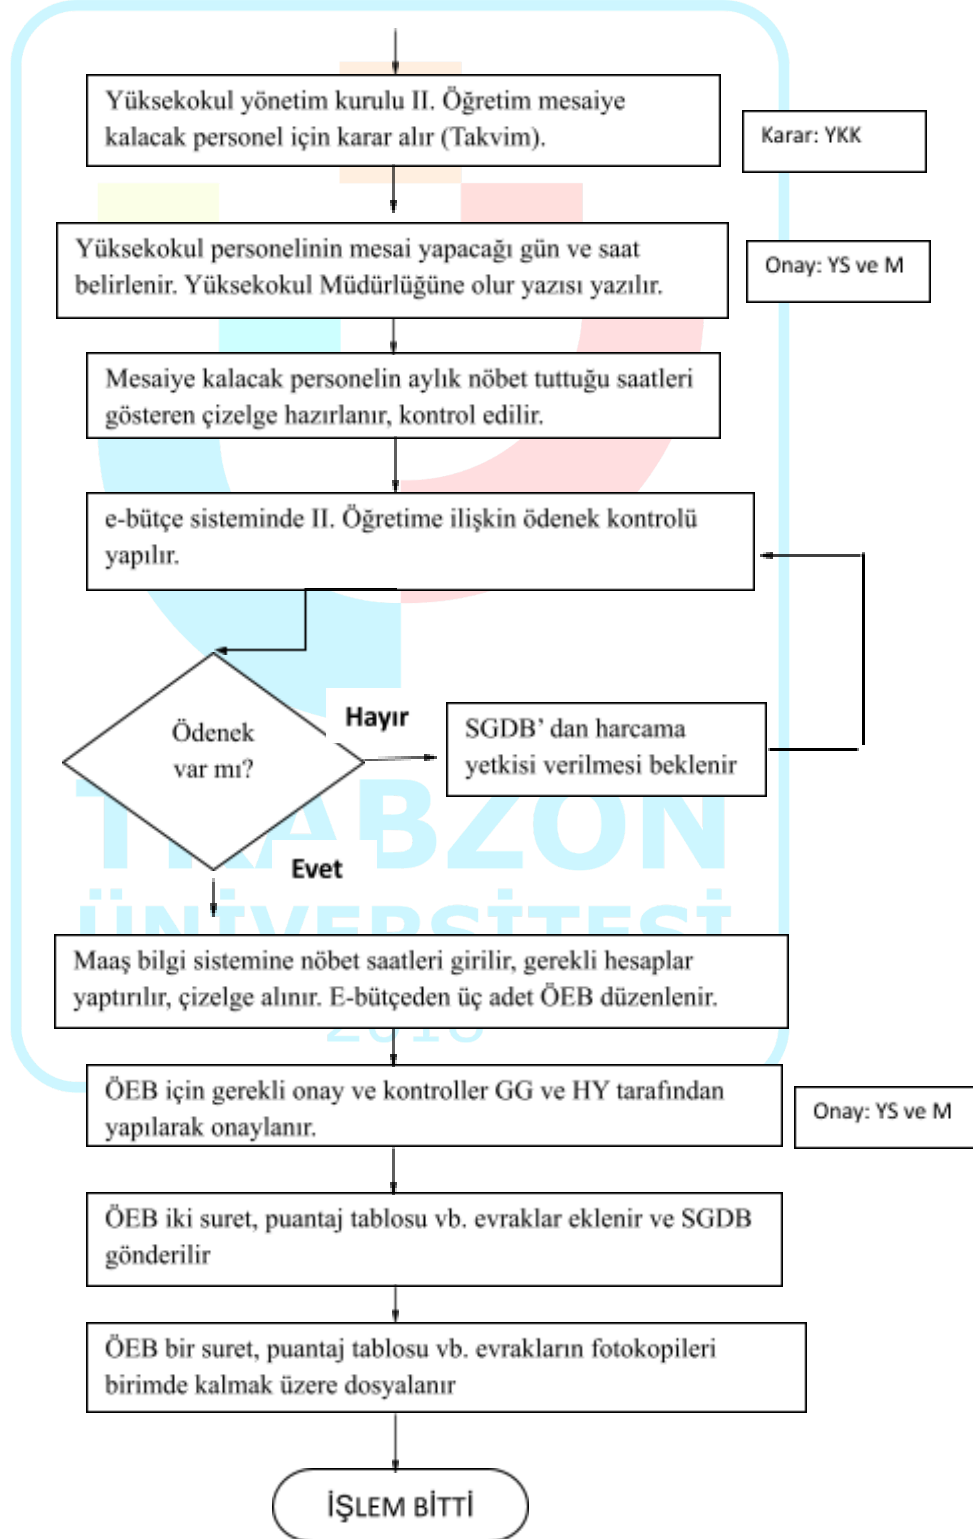 Yüksekokul yönetim kurulu II. Öğretim mesaiye
kalacak personel için karar alır (Takvim).
Karar: YKK
Yüksekokul personelinin mesai yapacağı gün ve saat
belirlenir. Yüksekokul Müdürlüğüne olur yazısı yazılır.
Onay: YS ve M
Mesaiye kalacak personelin aylık nöbet tuttuğu saatleri
gösteren çizelge hazırlanır, kontrol edilir.
e-bütçe sisteminde II. Öğretime ilişkin ödenek kontrolü
yapılır.
Ödenek
var mı?
Hayır
SGDB’ dan harcama
yetkisi verilmesi beklenir
Evet
TRABZON
ÜNİVERSİTESİ
2018
Maaş bilgi sistemine nöbet saatleri girilir, gerekli hesaplar
yaptırılır, çizelge alınır. E-bütçeden üç adet ÖEB düzenlenir.
ÖEB için gerekli onay ve kontroller GG ve HY tarafından
yapılarak onaylanır.
Onay: YS ve M
ÖEB iki suret, puantaj tablosu vb. evraklar eklenir ve SGDB
gönderilir
ÖEB bir suret, puantaj tablosu vb. evrakların fotokopileri
birimde kalmak üzere dosyalanır
İŞLEM BİTTİ